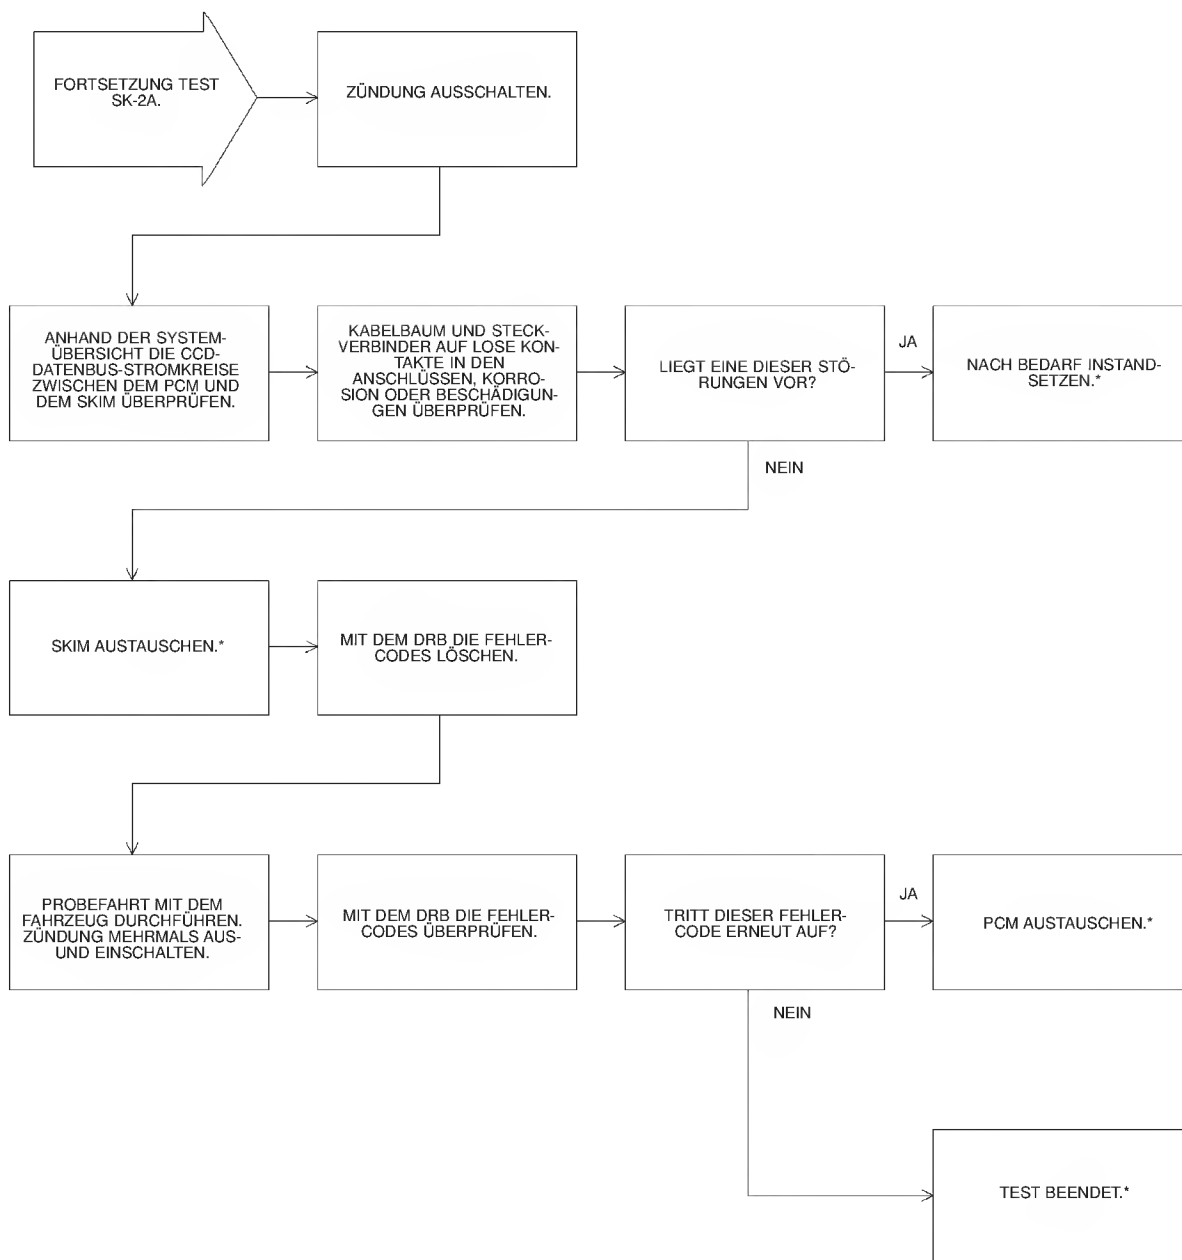 FORTSETZUNG TEST
SK-2A.
ZÜNDUNG AUSSCHALTEN.
ANHAND DER SYSTEM-
ÜBERSICHT DIE CCD-
DATENBUS-STROMKREISE
ZWISCHEN DEM PCM UND
DEM SKIM ÜBERPRÜFEN.
KABELBAUM UND STECK-
VERBINDER AUF LOSE KON-
TAKTE IN DEN
ANSCHLÜSSEN, KORRO-
SION ODER BESCHÄDIGUN-
GEN ÜBERPRÜFEN.
LIEGT EINE DIESER STÖ-
RUNGEN VOR?
JA
NACH BEDARF INSTAND-
SETZEN.*
NEIN
SKIM AUSTAUSCHEN.*
MIT DEM DRB DIE FEHLER-
CODES LÖSCHEN.
PROBEFAHRT MIT DEM
FAHRZEUG DURCHFÜHREN.
ZÜNDUNG MEHRMALS AUS-
UND EINSCHALTEN.
MIT DEM DRB DIE FEHLER-
CODES ÜBERPRÜFEN.
TRITT DIESER FEHLER-
CODE ERNEUT AUF?
JA
PCM AUSTAUSCHEN.*
NEIN
TEST BEENDET.*